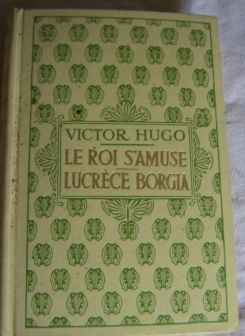 VICTOR HUGO
LE ROI S'AMUSE
LUCRÈCE BORGIA